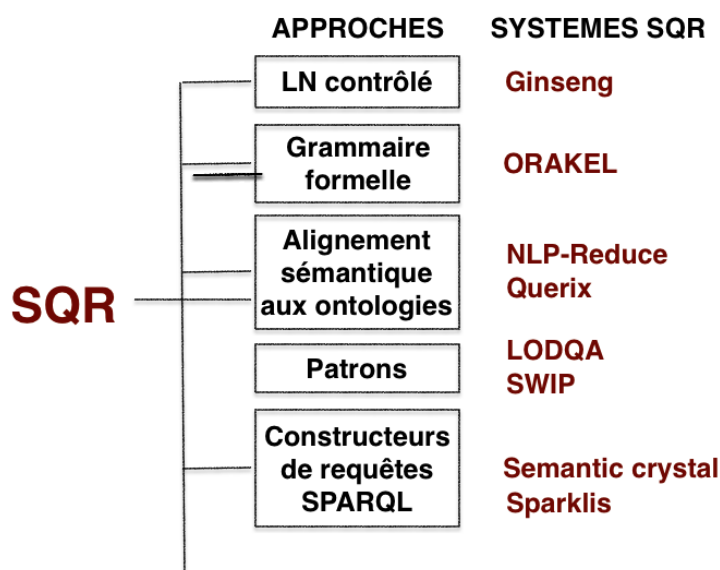 APPROCHES SYSTEMES SQR
LN contrôlé Ginseng
Grammaire
formelle
ORAKEL
Alignement
sémantique
aux ontologies
NLP-Reduce
Querix
SQR
Patrons
LODQA
SWIP
Constructeurs
de requêtes
SPARQL
Semantic crystal
Sparklis